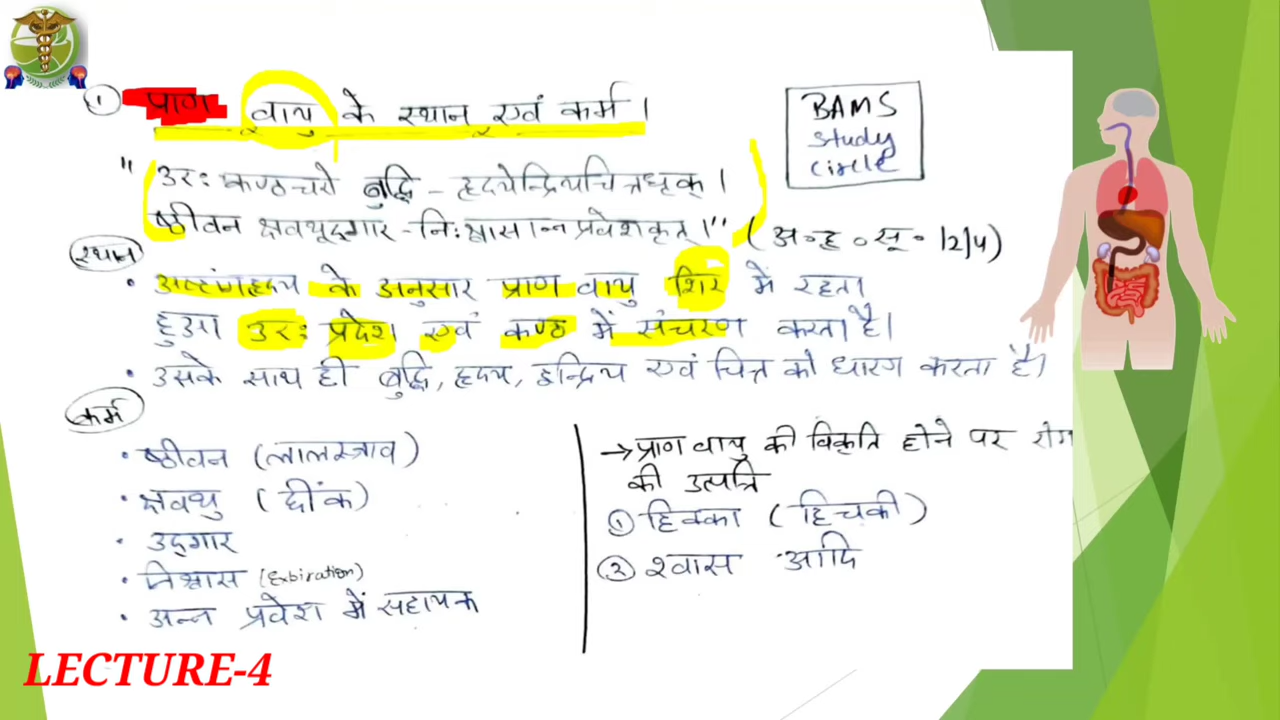 ① प्राण वायु के स्थान एवं कर्म ।
BAMS
Study
Circle
" उरः कण्ठचरो बुद्धि - हृदयेन्द्रियचित्तधृक् ।
ष्ठीवन क्षवथूद्गार - निःश्वासान्न प्रवेशकृत् ।" (अ०हृ०सू० 12/4)
स्थान
• अष्टांगहृदय के अनुसार प्राण वायु शिर में रहता
हुआ उरः प्रदेश एवं कण्ठ में संचरण करता है।
• उसके साथ ही बुद्धि, हृदय, इन्द्रिय एवं चित्त को धारण करता है।
कर्म
• ष्ठीवन (लालस्त्राव)
• क्षवथु (छींक)
• उद्गार
• निश्वास (Expiration)
• अन्न प्रवेश में सहायक
→ प्राण वायु की विकृति होने पर रोग
की उत्पत्ति
① हिक्का (हिचकी)
② श्वास आदि
LECTURE-4